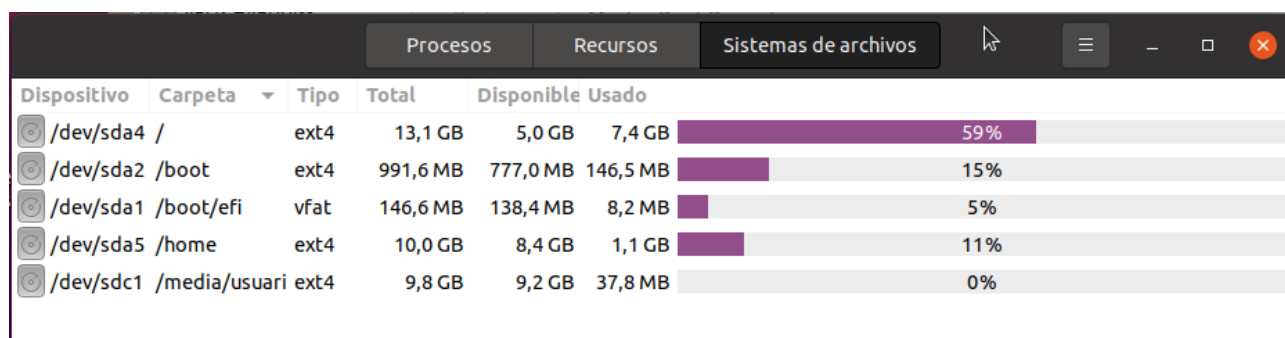 Procesos Recursos Sistemas de archivos
Dispositivo Carpeta Tipo Total Disponible Usado
/dev/sda4 / ext4 13,1 GB 5,0 GB 7,4 GB 59%
/dev/sda2 /boot ext4 991,6 MB 777,0 MB 146,5 MB 15%
/dev/sda1 /boot/efi vfat 146,6 MB 138,4 MB 8,2 MB 5%
/dev/sda5 /home ext4 10,0 GB 8,4 GB 1,1 GB 11%
/dev/sdc1 /media/usuari ext4 9,8 GB 9,2 GB 37,8 MB 0%